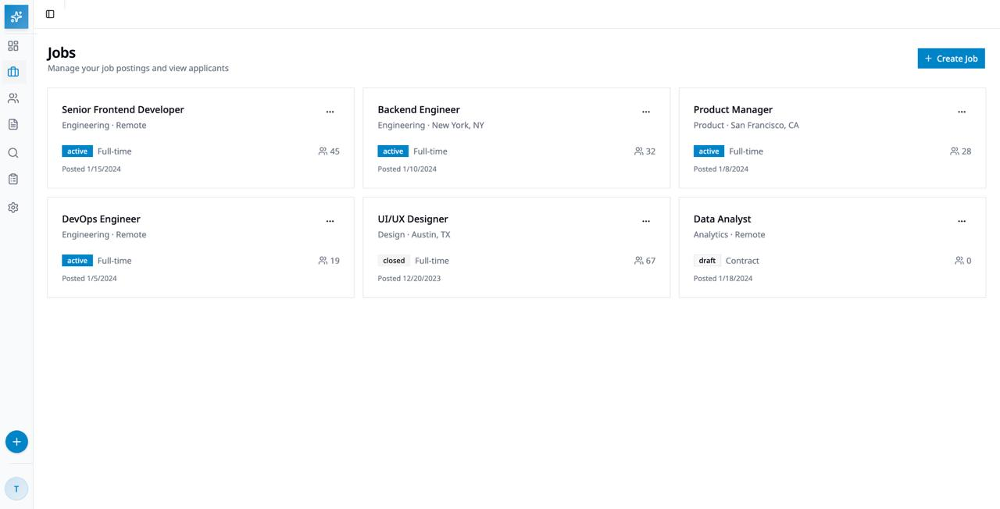 Jobs
Manage your job postings and view applicants
Create Job
Senior Frontend Developer
Engineering · Remote
active Full-time 45
Posted 1/15/2024
Backend Engineer
Engineering · New York, NY
active Full-time 32
Posted 1/10/2024
Product Manager
Product · San Francisco, CA
active Full-time 28
Posted 1/8/2024
DevOps Engineer
Engineering · Remote
active Full-time 19
Posted 1/5/2024
UI/UX Designer
Design · Austin, TX
closed Full-time 67
Posted 12/20/2023
Data Analyst
Analytics · Remote
draft Contract 0
Posted 1/18/2024
T